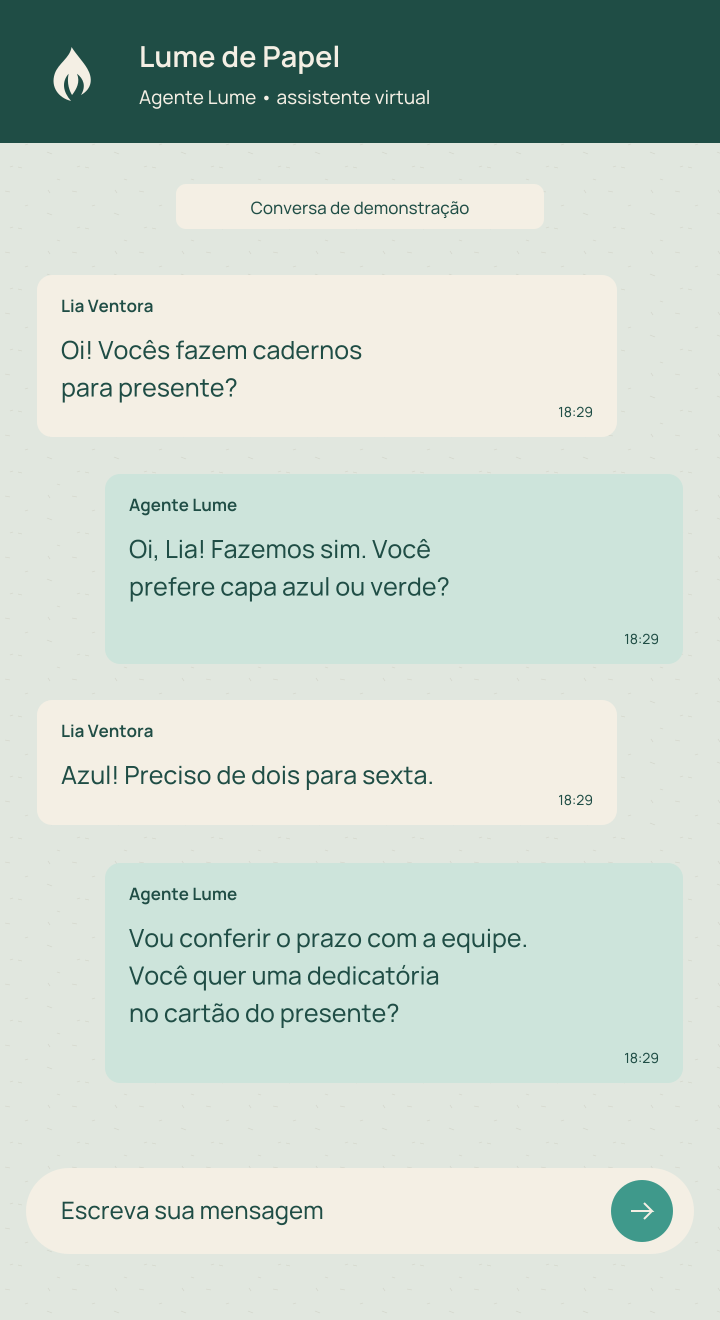 Lume de Papel
Agente Lume • assistente virtual
Conversa de demonstração
Lia Ventora
Oi! Vocês fazem cadernos
para presente?
18:29
Agente Lume
Oi, Lia! Fazemos sim. Você
prefere capa azul ou verde?
18:29
Lia Ventora
Azul! Preciso de dois para sexta.
18:29
Agente Lume
Vou conferir o prazo com a equipe.
Você quer uma dedicatória
no cartão do presente?
18:29
Escreva sua mensagem